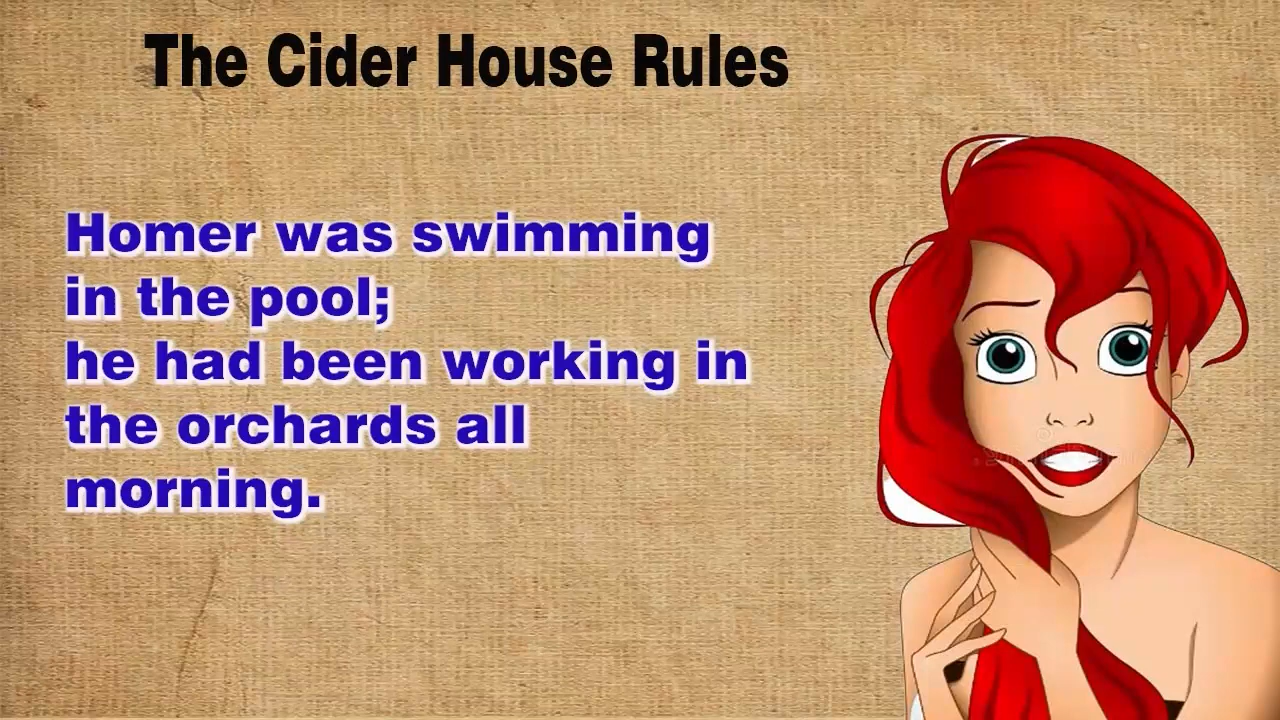 The Cider House Rules
Homer was swimming
in the pool;
he had been working in
the orchards all
morning.